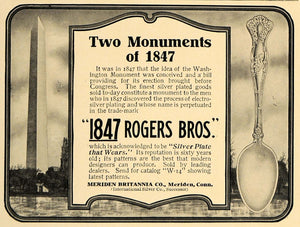 Two Monuments
of 1847
It was in 1847 that the idea of the Wash-
ington Monument was conceived and a bill
providing for its erection brought before
Congress. The finest silver plated goods
sold to-day constitute a monument to the men
who in 1847 discovered the process of electro-
silver plating and whose name is perpetuated
in the trade-mark
"1847 ROGERS BROS."
which is acknowledged to be "Silver Plate
that Wears." Its reputation is sixty years
old; its patterns are the best that modern
designers can produce. Sold by leading
dealers. Send for catalog "W-14" showing
latest patterns.
MERIDEN BRITANNIA CO., Meriden, Conn.
(International Silver Co., Successor)